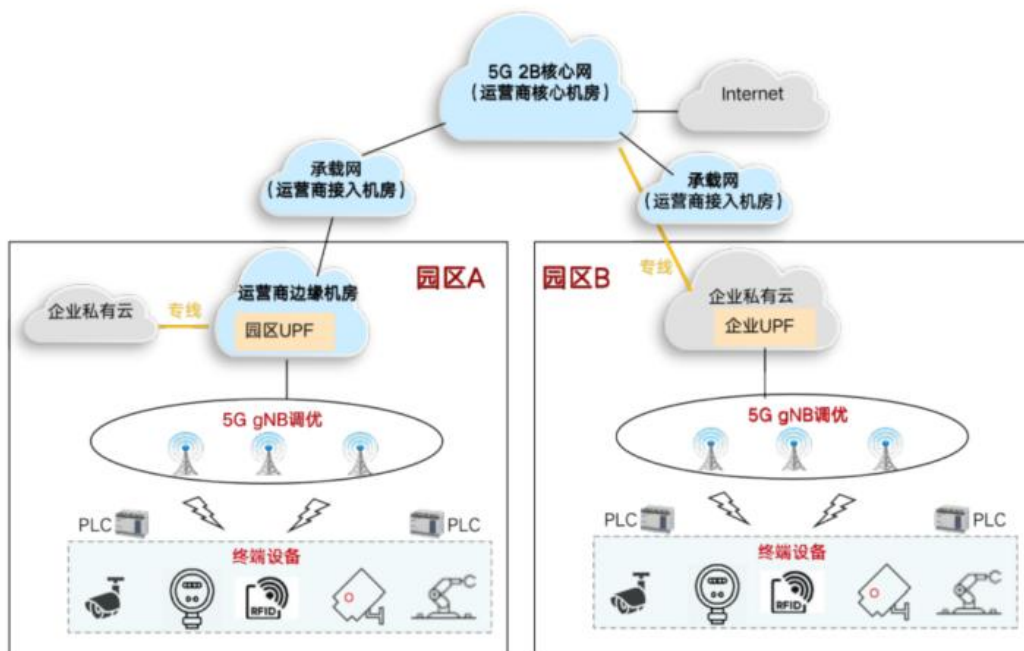 5G 2B核心网
（运营商核心机房）
Internet
承载网
（运营商接入机房）
承载网
（运营商接入机房）
园区A
运营商边缘机房
园区UPF
企业私有云
专线
园区B
专线
企业私有云
企业UPF
5G gNB调优
5G gNB调优
PLC
PLC
终端设备
RFID
PLC
PLC
终端设备
RFID